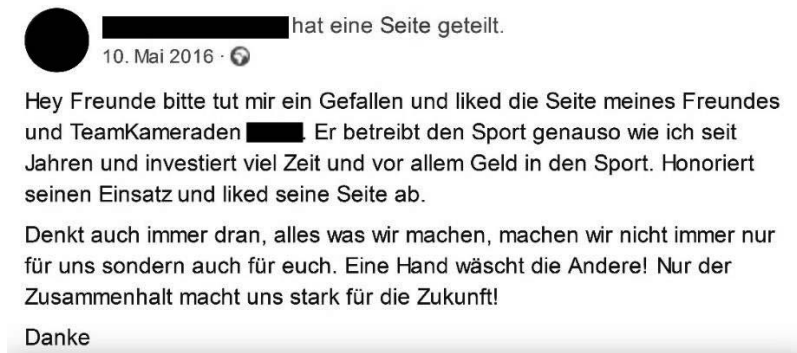 hat eine Seite geteilt.
10. Mai 2016 ·
Hey Freunde bitte tut mir ein Gefallen und liked die Seite meines Freundes
und TeamKameraden . Er betreibt den Sport genauso wie ich seit
Jahren und investiert viel Zeit und vor allem Geld in den Sport. Honoriert
seinen Einsatz und liked seine Seite ab.
Denkt auch immer dran, alles was wir machen, machen wir nicht immer nur
für uns sondern auch für euch. Eine Hand wäscht die Andere! Nur der
Zusammenhalt macht uns stark für die Zukunft!
Danke